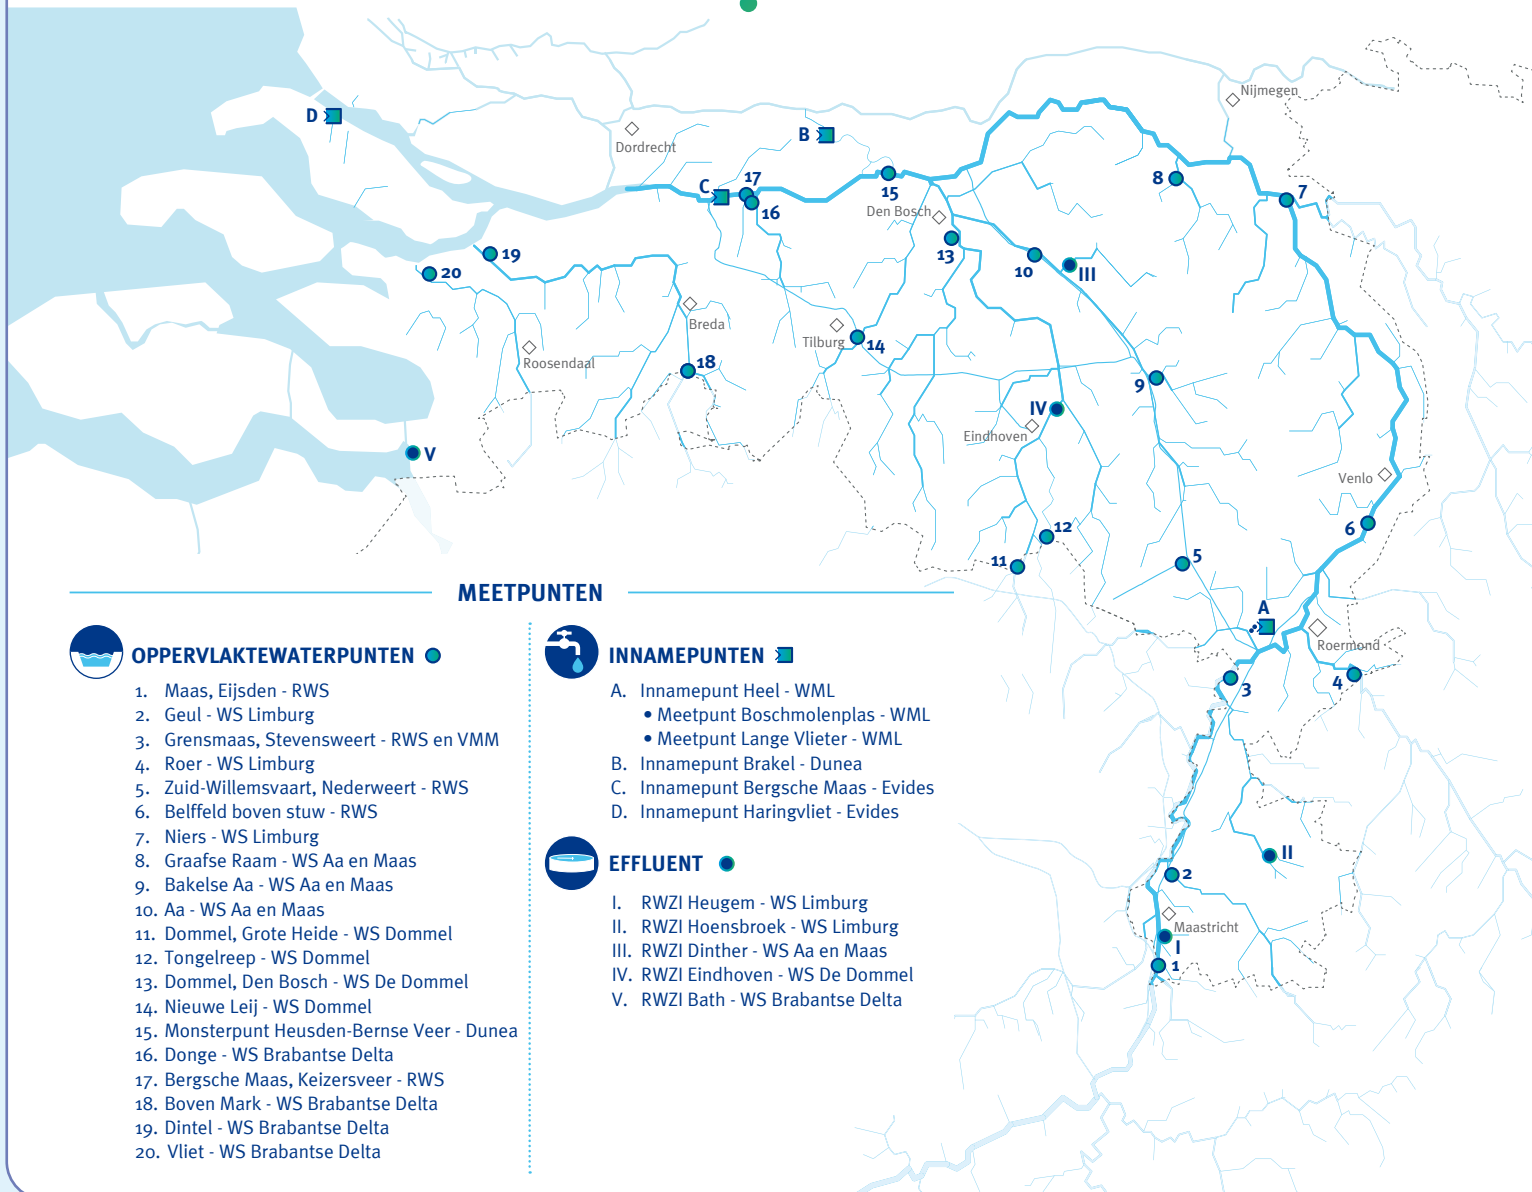 Nijmegen
D
Dordrecht
B
C
17
16
15
Den Bosch
8
7
13
10
III
19
20
Breda
Tilburg
14
Roosendaal
18
9
IV
Eindhoven
V
Venlo
6
12
11
5
A
Roermond
3
4
II
2
Maastricht
I
1
MEETPUNTEN
OPPERVLAKTEWATERPUNTEN
1. Maas, Eijsden - RWS
2. Geul - WS Limburg
3. Grensmaas, Stevensweert - RWS en VMM
4. Roer - WS Limburg
5. Zuid-Willemsvaart, Nederweert - RWS
6. Belffeld boven stuw - RWS
7. Niers - WS Limburg
8. Graafse Raam - WS Aa en Maas
9. Bakelse Aa - WS Aa en Maas
10. Aa - WS Aa en Maas
11. Dommel, Grote Heide - WS Dommel
12. Tongelreep - WS Dommel
13. Dommel, Den Bosch - WS De Dommel
14. Nieuwe Leij - WS Dommel
15. Monsterpunt Heusden-Bernse Veer - Dunea
16. Donge - WS Brabantse Delta
17. Bergsche Maas, Keizersveer - RWS
18. Boven Mark - WS Brabantse Delta
19. Dintel - WS Brabantse Delta
20. Vliet - WS Brabantse Delta
INNAMEPUNTEN
A. Innamepunt Heel - WML
• Meetpunt Boschmolenplas - WML
• Meetpunt Lange Vlieter - WML
B. Innamepunt Brakel - Dunea
C. Innamepunt Bergsche Maas - Evides
D. Innamepunt Haringvliet - Evides
EFFLUENT
I. RWZI Heugem - WS Limburg
II. RWZI Hoensbroek - WS Limburg
III. RWZI Dinther - WS Aa en Maas
IV. RWZI Eindhoven - WS De Dommel
V. RWZI Bath - WS Brabantse Delta